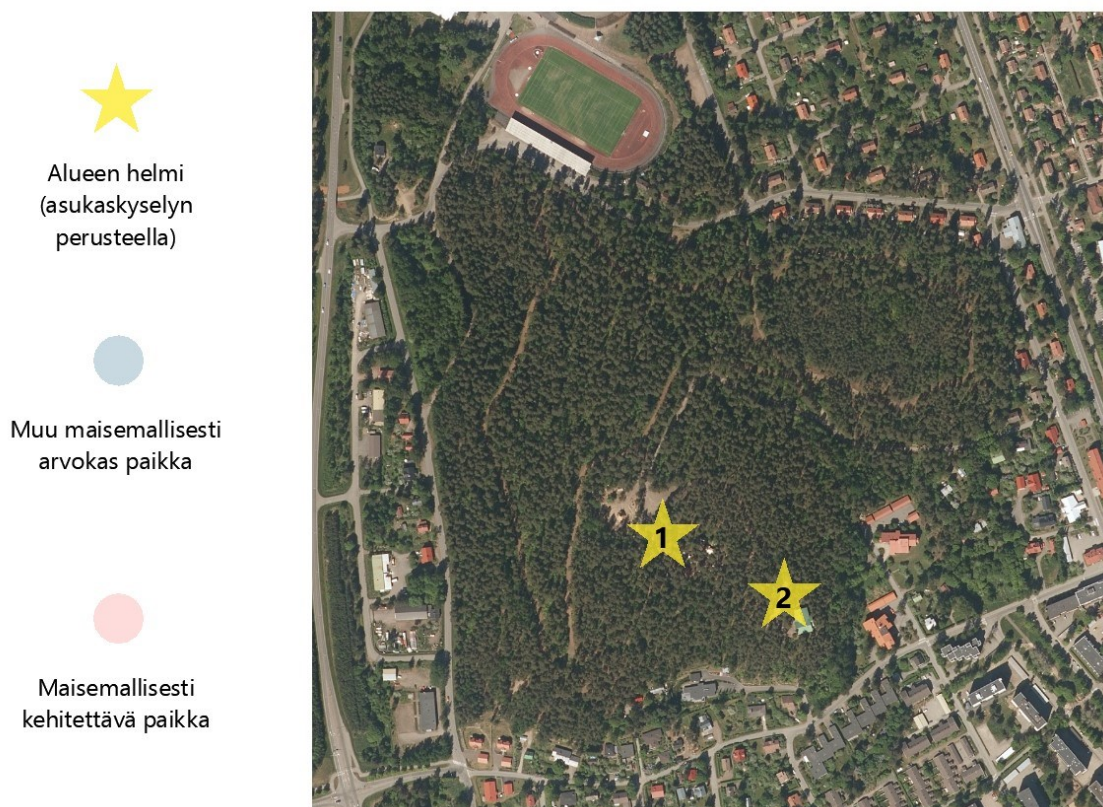 Alueen helmi
(asukaskyselyn
perusteella)
Muu maisemallisesti
arvokas paikka
Maisemallisesti
kehitettävä paikka
1
2